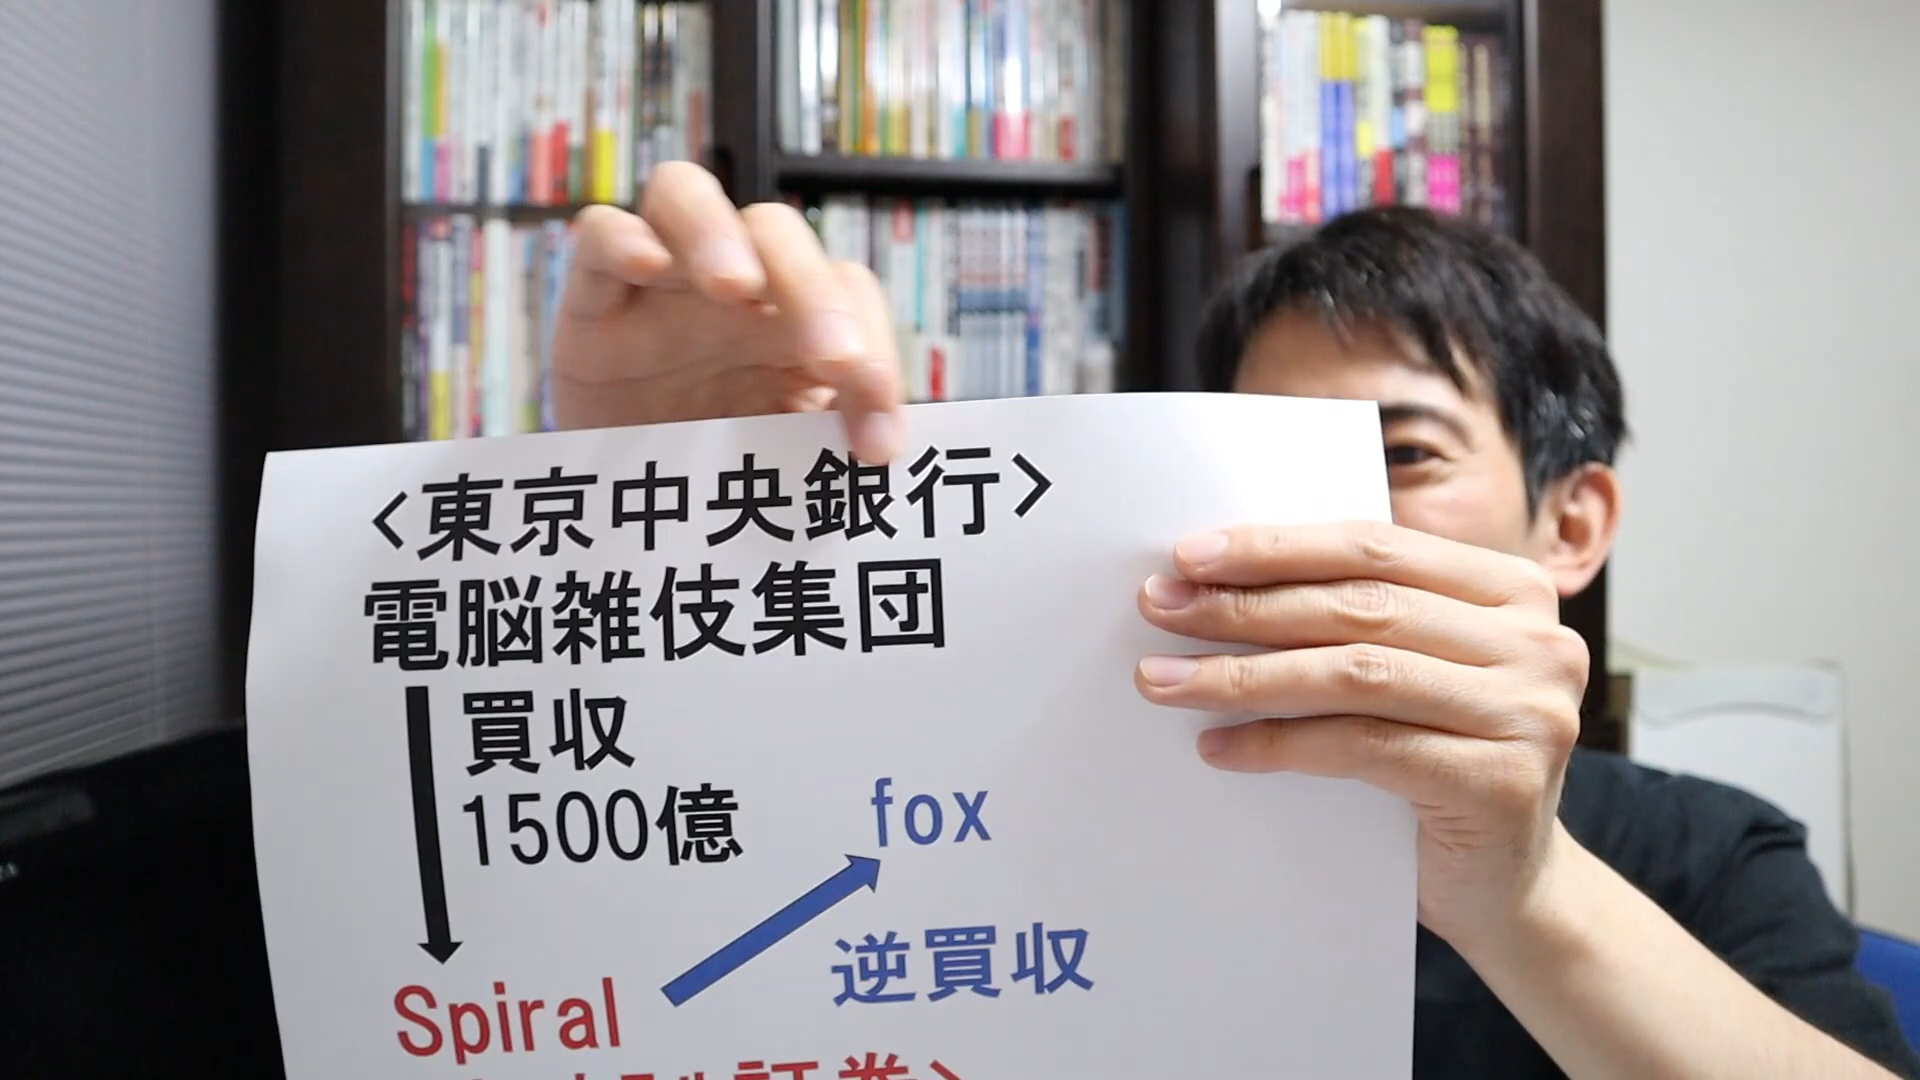 <東京中央銀行>
電脳雑伎集団
買収
1500億
fox
逆買収
Spiral